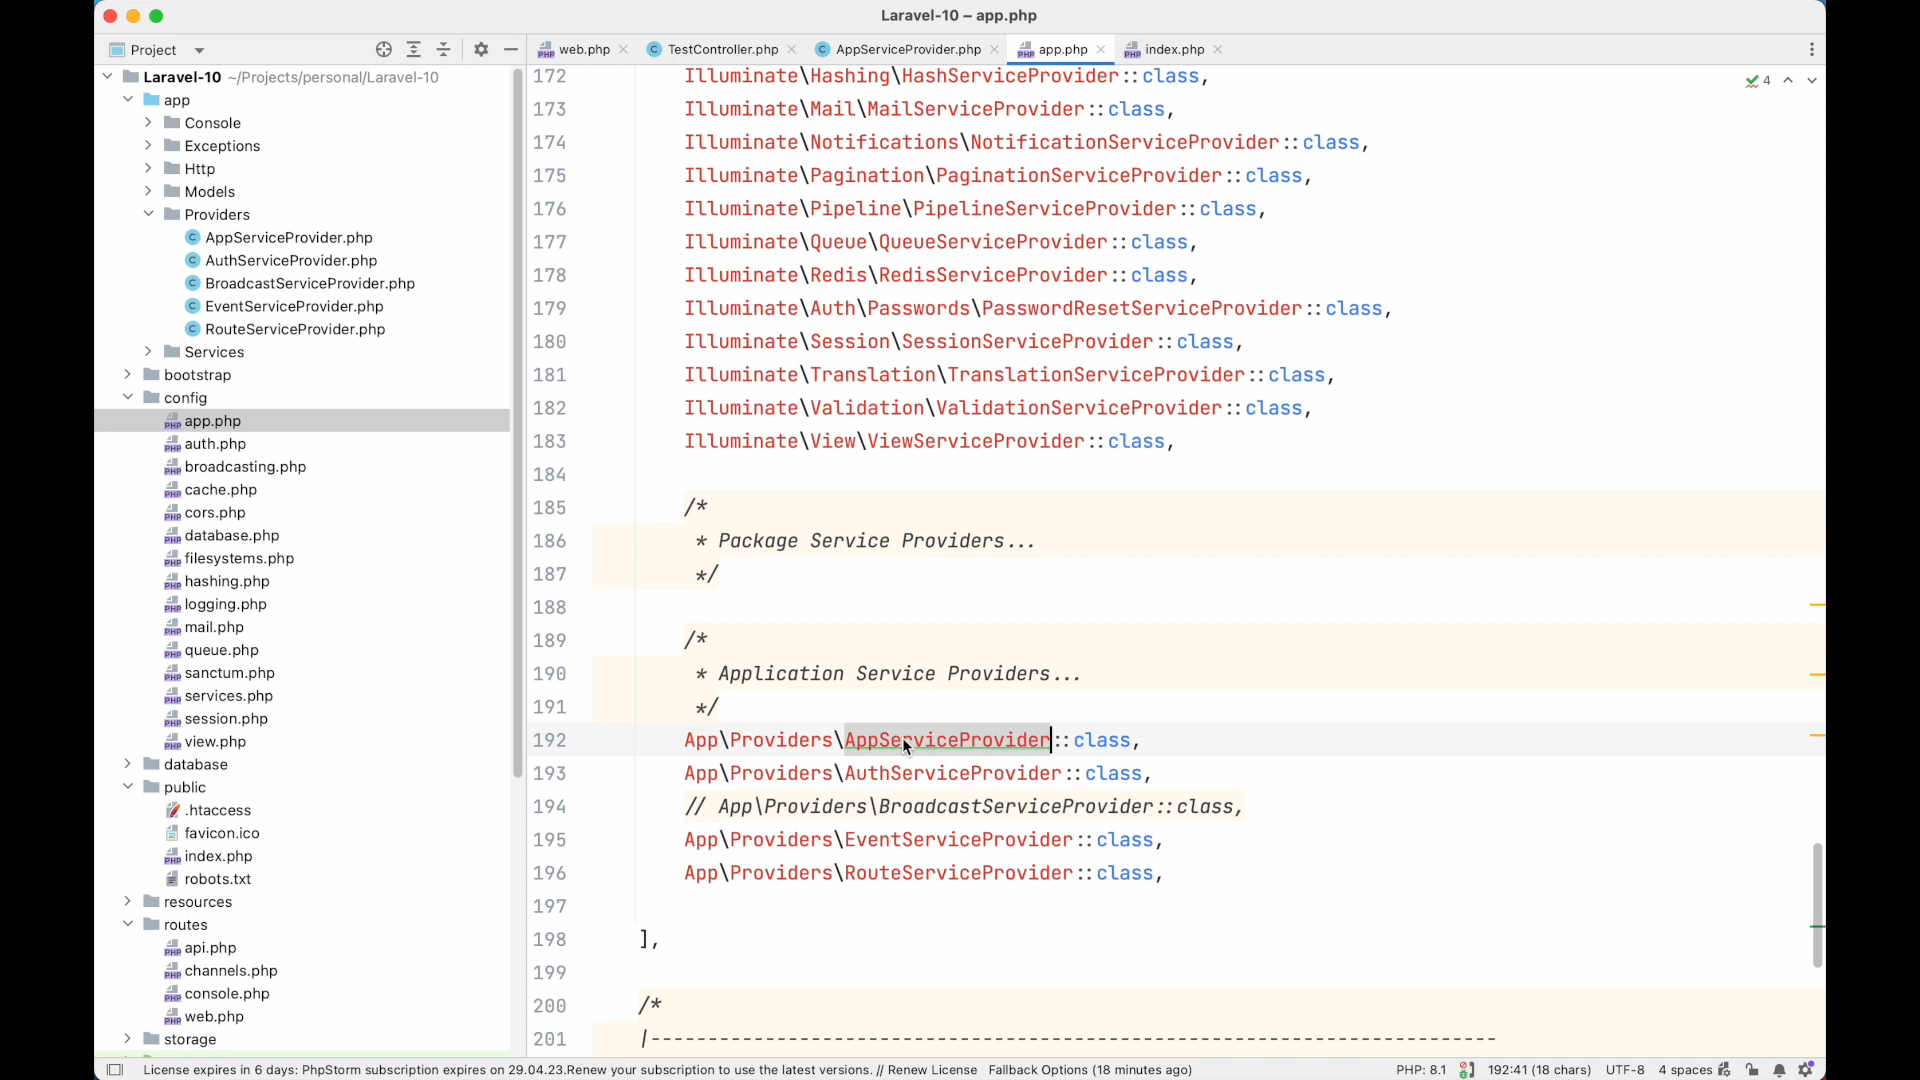 Laravel-10 – app.php
Project
web.php
TestController.php
AppServiceProvider.php
app.php
index.php
Laravel-10 ~/Projects/personal/Laravel-10
app
Console
Exceptions
Http
Models
Providers
AppServiceProvider.php
AuthServiceProvider.php
BroadcastServiceProvider.php
EventServiceProvider.php
RouteServiceProvider.php
Services
bootstrap
config
app.php
auth.php
broadcasting.php
cache.php
cors.php
database.php
filesystems.php
hashing.php
logging.php
mail.php
queue.php
sanctum.php
services.php
session.php
view.php
database
public
.htaccess
favicon.ico
index.php
robots.txt
resources
routes
api.php
channels.php
console.php
web.php
storage
4
172 Illuminate\Hashing\HashServiceProvider::class,
173 Illuminate\Mail\MailServiceProvider::class,
174 Illuminate\Notifications\NotificationServiceProvider::class,
175 Illuminate\Pagination\PaginationServiceProvider::class,
176 Illuminate\Pipeline\PipelineServiceProvider::class,
177 Illuminate\Queue\QueueServiceProvider::class,
178 Illuminate\Redis\RedisServiceProvider::class,
179 Illuminate\Auth\Passwords\PasswordResetServiceProvider::class,
180 Illuminate\Session\SessionServiceProvider::class,
181 Illuminate\Translation\TranslationServiceProvider::class,
182 Illuminate\Validation\ValidationServiceProvider::class,
183 Illuminate\View\ViewServiceProvider::class,
184
185 /*
186 * Package Service Providers...
187 */
188
189 /*
190 * Application Service Providers...
191 */
192 App\Providers\AppServiceProvider::class,
193 App\Providers\AuthServiceProvider::class,
194 // App\Providers\BroadcastServiceProvider::class,
195 App\Providers\EventServiceProvider::class,
196 App\Providers\RouteServiceProvider::class,
197
198 ],
199
200 /*
201 |--------------------------------------------------------------------------
License expires in 6 days: PhpStorm subscription expires on 29.04.23.Renew your subscription to use the latest versions. // Renew License Fallback Options (18 minutes ago)
PHP: 8.1 192:41 (18 chars) UTF-8 4 spaces